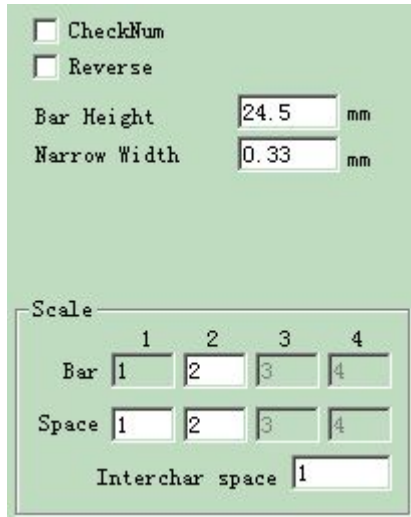 CheckNum
Reverse
Bar Height 24.5 mm
Narrow Width 0.33 mm
Scale
1 2 3 4
Bar 1 2 3 4
Space 1 2 3 4
Interchar space 1